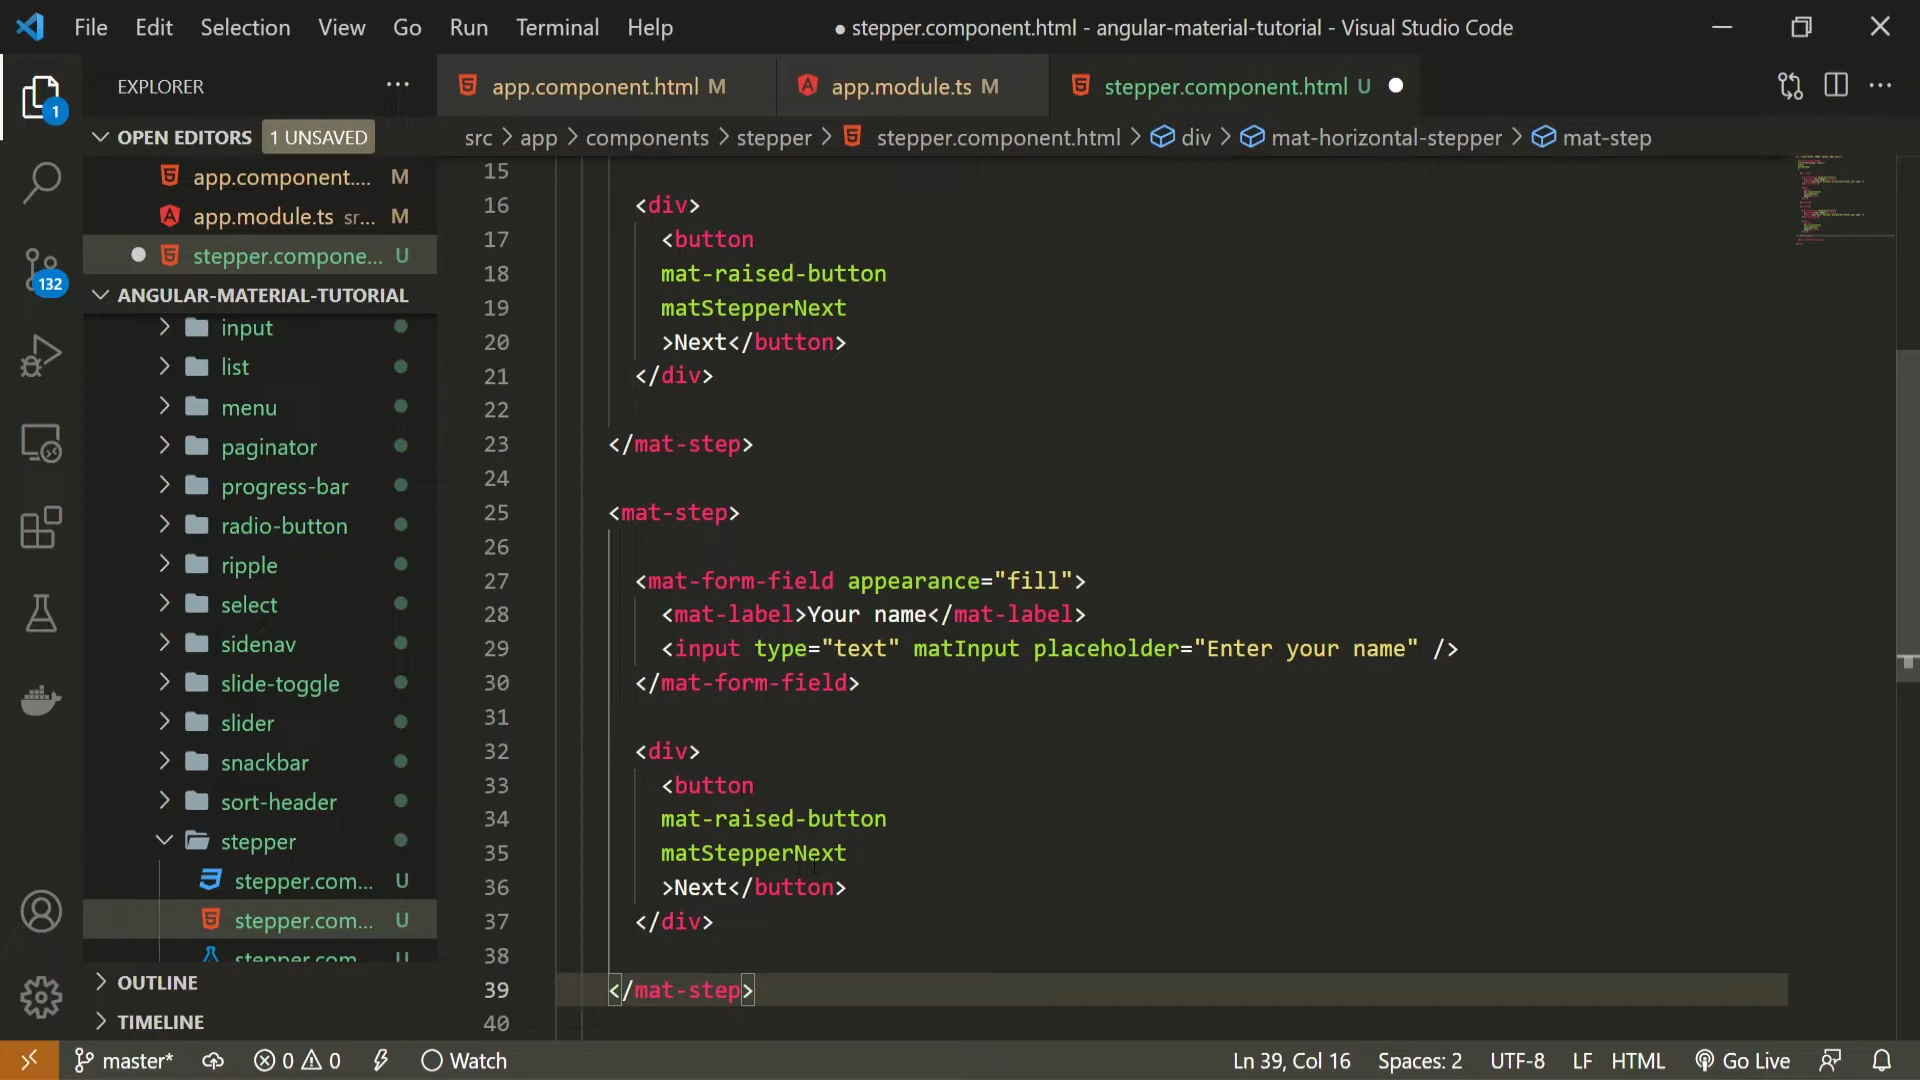 File Edit Selection View Go Run Terminal Help ● stepper.component.html - angular-material-tutorial - Visual Studio Code
EXPLORER ···
app.component.html M
app.module.ts M
stepper.component.html U
OPEN EDITORS 1 UNSAVED
src > app > components > stepper > stepper.component.html > div > mat-horizontal-stepper > mat-step
app.component.... M
app.module.ts sr... M
stepper.compone... U
ANGULAR-MATERIAL-TUTORIAL
input
list
menu
paginator
progress-bar
radio-button
ripple
select
sidenav
slide-toggle
slider
snackbar
sort-header
stepper
stepper.com... U
stepper.com... U
stepper.com U
OUTLINE
TIMELINE
1
132
15
16 <div>
17 <button
18 mat-raised-button
19 matStepperNext
20 >Next</button>
21 </div>
22
23 </mat-step>
24
25 <mat-step>
26
27 <mat-form-field appearance="fill">
28 <mat-label>Your name</mat-label>
29 <input type="text" matInput placeholder="Enter your name" />
30 </mat-form-field>
31
32 <div>
33 <button
34 mat-raised-button
35 matStepperNext
36 >Next</button>
37 </div>
38
39 </mat-step>
40
master* 0 0 Watch Ln 39, Col 16 Spaces: 2 UTF-8 LF HTML Go Live